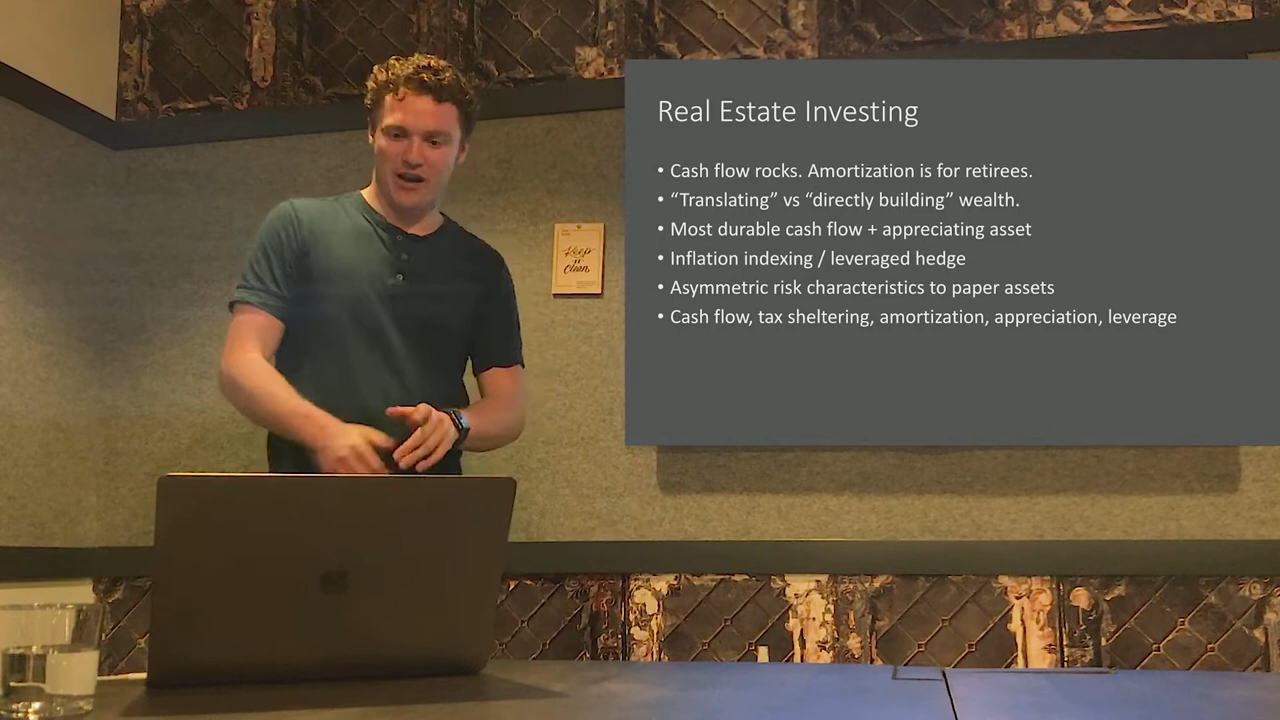 Keep
it
Clean
Real Estate Investing
• Cash flow rocks. Amortization is for retirees.
• “Translating” vs “directly building” wealth.
• Most durable cash flow + appreciating asset
• Inflation indexing / leveraged hedge
• Asymmetric risk characteristics to paper assets
• Cash flow, tax sheltering, amortization, appreciation, leverage